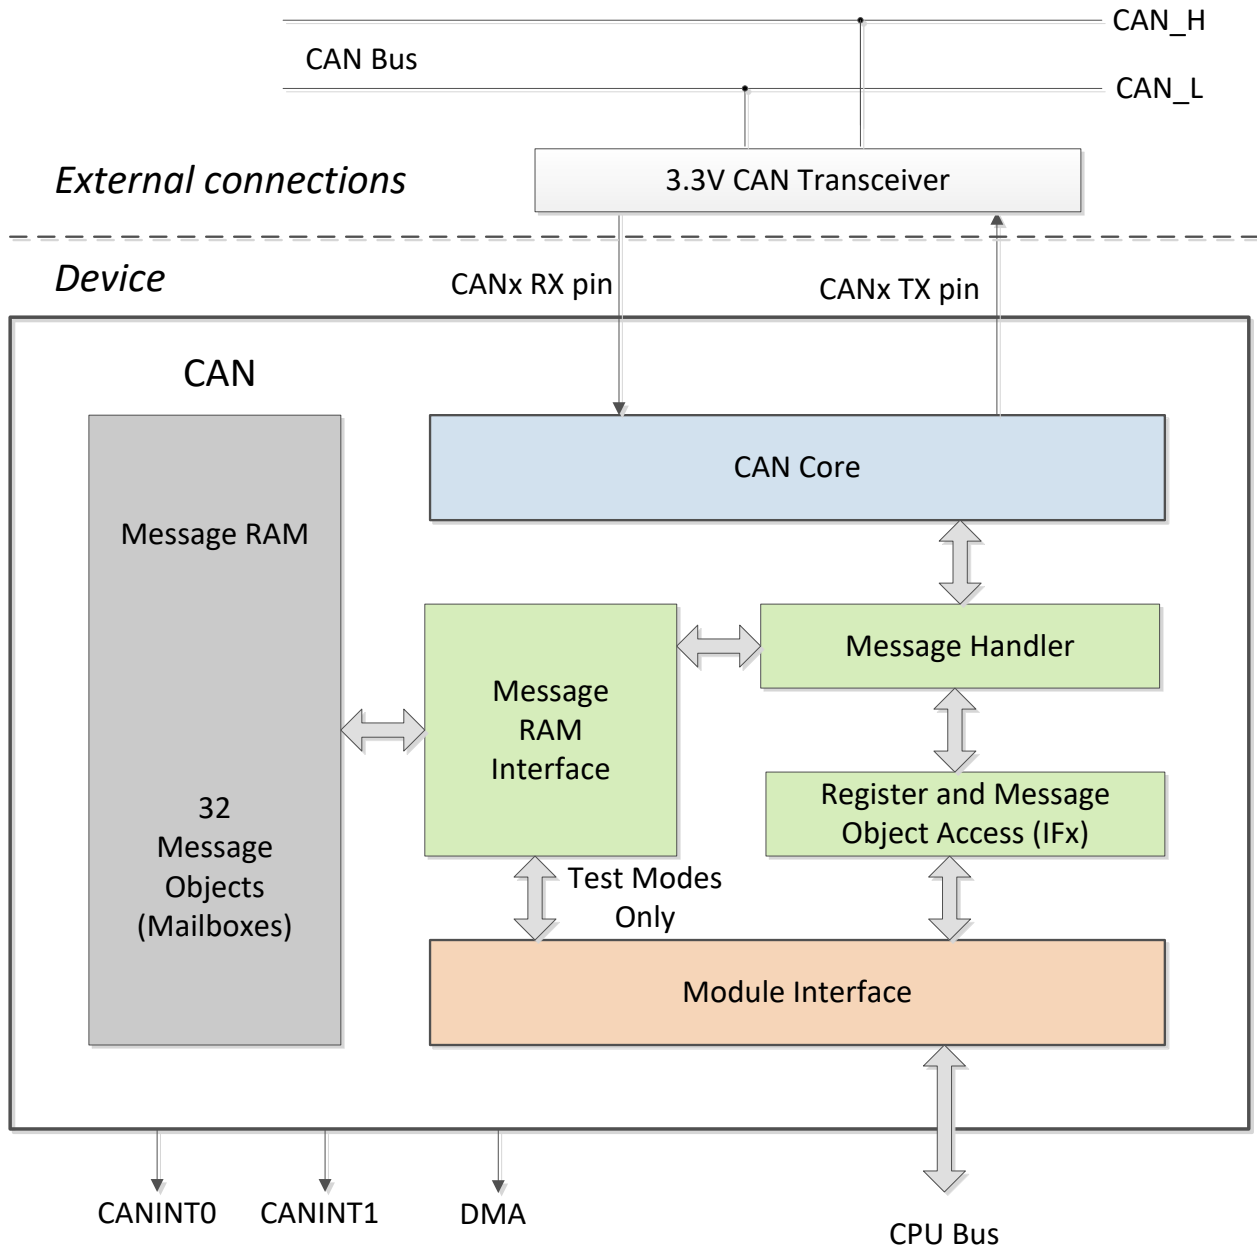 CAN_H
CAN Bus
CAN_L
External connections
3.3V CAN Transceiver
Device
CANx RX pin
CANx TX pin
CAN
CAN Core
Message RAM
Message Handler
Message
RAM
Interface
32
Message
Objects
(Mailboxes)
Register and Message
Object Access (IFx)
Test Modes
Only
Module Interface
CANINT0
CANINT1
DMA
CPU Bus